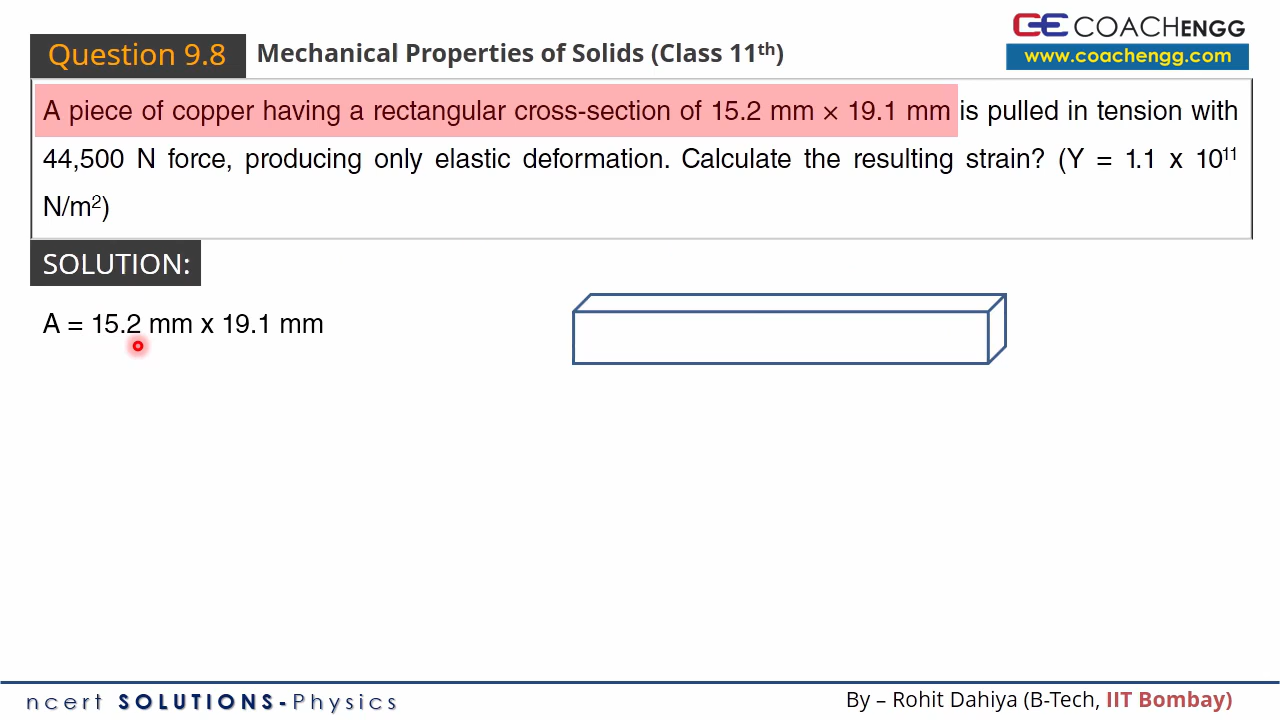 Question 9.8
Mechanical Properties of Solids (Class 11th)
CE COACHENGG
www.coachengg.com
A piece of copper having a rectangular cross-section of 15.2 mm × 19.1 mm is pulled in tension with
44,500 N force, producing only elastic deformation. Calculate the resulting strain? (Y = 1.1 x 10¹¹
N/m²)
SOLUTION:
A = 15.2 mm x 19.1 mm
ncert SOLUTIONS-Physics
By – Rohit Dahiya (B-Tech, IIT Bombay)